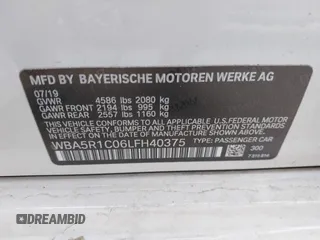 MFD BY BAYERISCHE MOTOREN WERKE AG
07/19
GVWR 4586 lbs 2080 kg
GAWR FRONT 2194 lbs 995 kg
GAWR REAR 2557 lbs 1160 kg
THIS VEHICLE CONFORMS TO ALL APPLICABLE
FEDERAL MOTOR VEHICLE SAFETY, BUMPER AND
THEFT PREVENTION STANDARDS IN
EFFECT ON THE DATE OF MANUFACTURE
SHOWN ABOVE.
WBA5R1C06LFH40375
TYPE: PASSENGER CAR
300
DEALERSHIP.COM